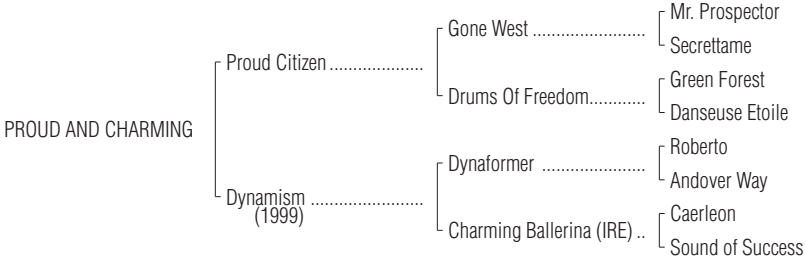 Mr. Prospector
Gone West ........................
Secrettame
Proud Citizen ....................
Green Forest
Drums Of Freedom............
Danseuse Etoile
PROUD AND CHARMING
Roberto
Dynaformer ......................
Andover Way
Dynamism ........................
(1999)
Caerleon
Charming Ballerina (IRE) ..
Sound of Success